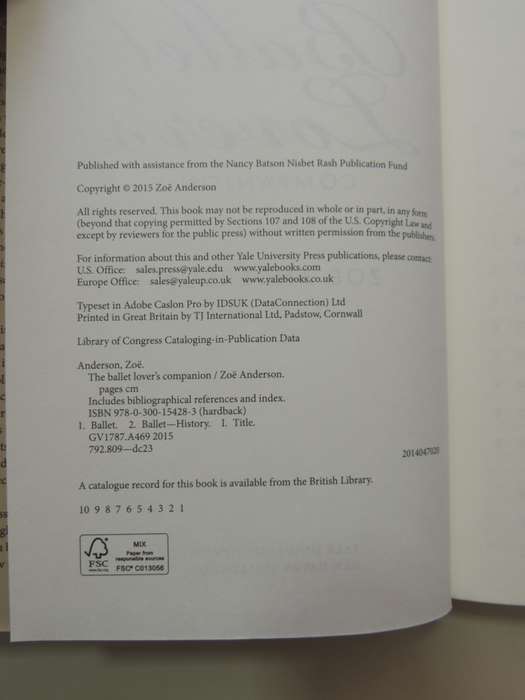 Published with assistance from the Nancy Batson Nisbet Rash Publication Fund
Copyright © 2015 Zoë Anderson
All rights reserved. This book may not be reproduced in whole or in part, in any form
(beyond that copying permitted by Sections 107 and 108 of the U.S. Copyright Law and
except by reviewers for the public press) without written permission from the publishers.
For information about this and other Yale University Press publications, please contact:
U.S. Office: sales.press@yale.edu www.yalebooks.com
Europe Office: sales@yaleup.co.uk www.yalebooks.co.uk
Typeset in Adobe Caslon Pro by IDSUK (DataConnection) Ltd
Printed in Great Britain by TJ International Ltd, Padstow, Cornwall
Library of Congress Cataloging-in-Publication Data
Anderson, Zoë.
The ballet lover's companion / Zoë Anderson.
pages cm
Includes bibliographical references and index.
ISBN 978-0-300-15428-3 (hardback)
1. Ballet. 2. Ballet—History. I. Title.
GV1787.A469 2015
792.809—dc23
2014047020
A catalogue record for this book is available from the British Library.
10 9 8 7 6 5 4 3 2 1
MIX
Paper from
responsible sources
FSC
FSC® C013056